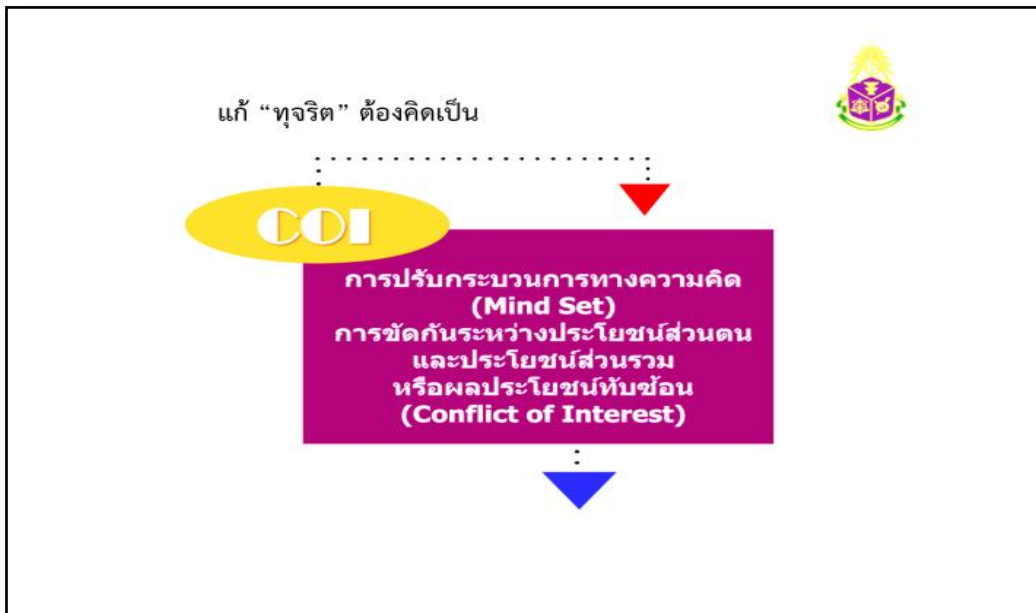 แก้ “ทุจริต” ต้องคิดเป็น
COI
การปรับกระบวนการทางความคิด
(Mind Set)
การขัดกันระหว่างประโยชน์ส่วนตน
และประโยชน์ส่วนรวม
หรือผลประโยชน์ทับซ้อน
(Conflict of Interest)